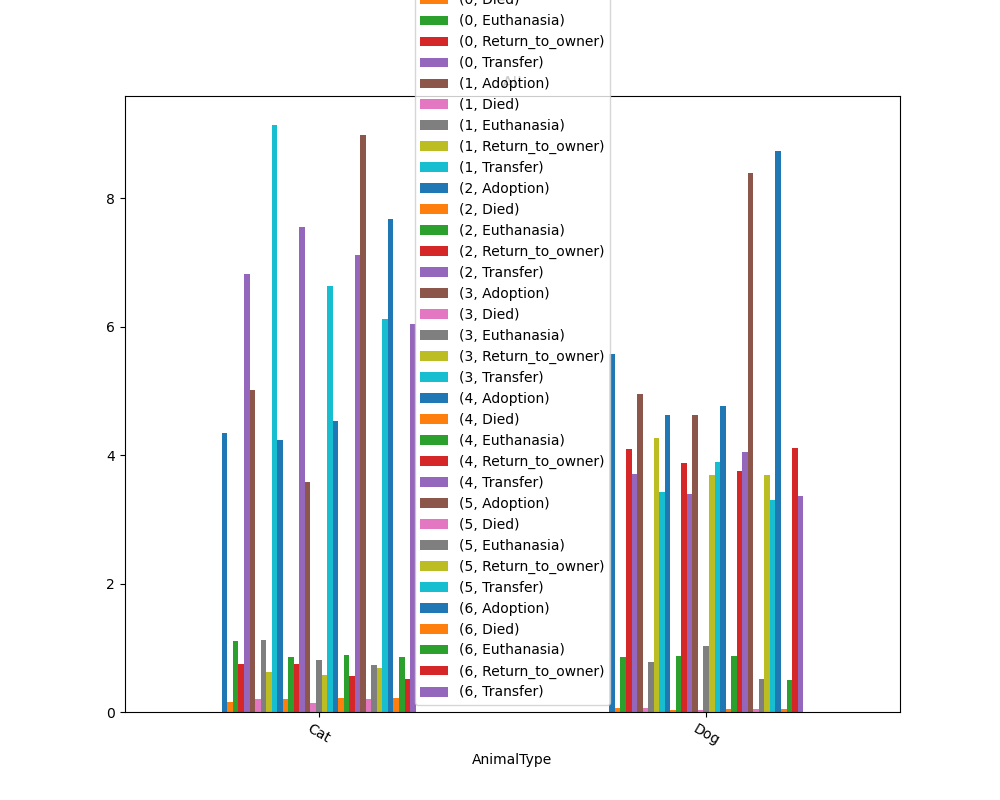 (0, Died)
(0, Euthanasia)
(0, Return_to_owner)
(0, Transfer)
(1, Adoption)
(1, Died)
(1, Euthanasia)
(1, Return_to_owner)
(1, Transfer)
(2, Adoption)
(2, Died)
(2, Euthanasia)
(2, Return_to_owner)
(2, Transfer)
(3, Adoption)
(3, Died)
(3, Euthanasia)
(3, Return_to_owner)
(3, Transfer)
(4, Adoption)
(4, Died)
(4, Euthanasia)
(4, Return_to_owner)
(4, Transfer)
(5, Adoption)
(5, Died)
(5, Euthanasia)
(5, Return_to_owner)
(5, Transfer)
(6, Adoption)
(6, Died)
(6, Euthanasia)
(6, Return_to_owner)
(6, Transfer)
8
6
4
2
0
Cat
Dog
AnimalType